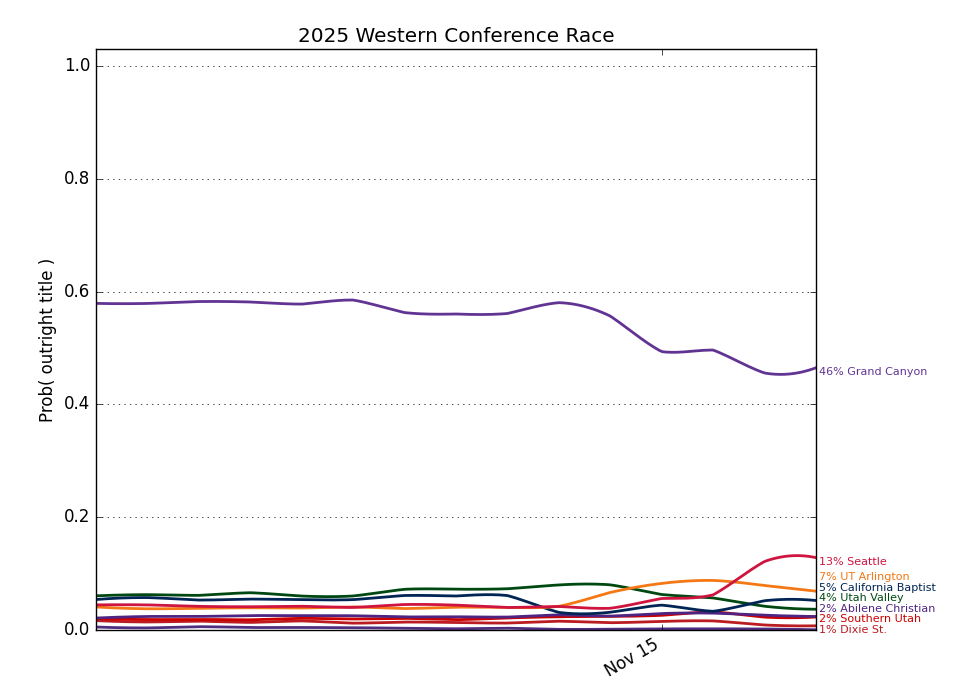 2025 Western Conference Race
1.0
0.8
0.6
0.4
0.2
0.0
Prob( outright title )
Nov 15
46% Grand Canyon
13% Seattle
7% UT Arlington
5% California Baptist
4% Utah Valley
2% Abilene Christian
2% Southern Utah
1% Dixie St.